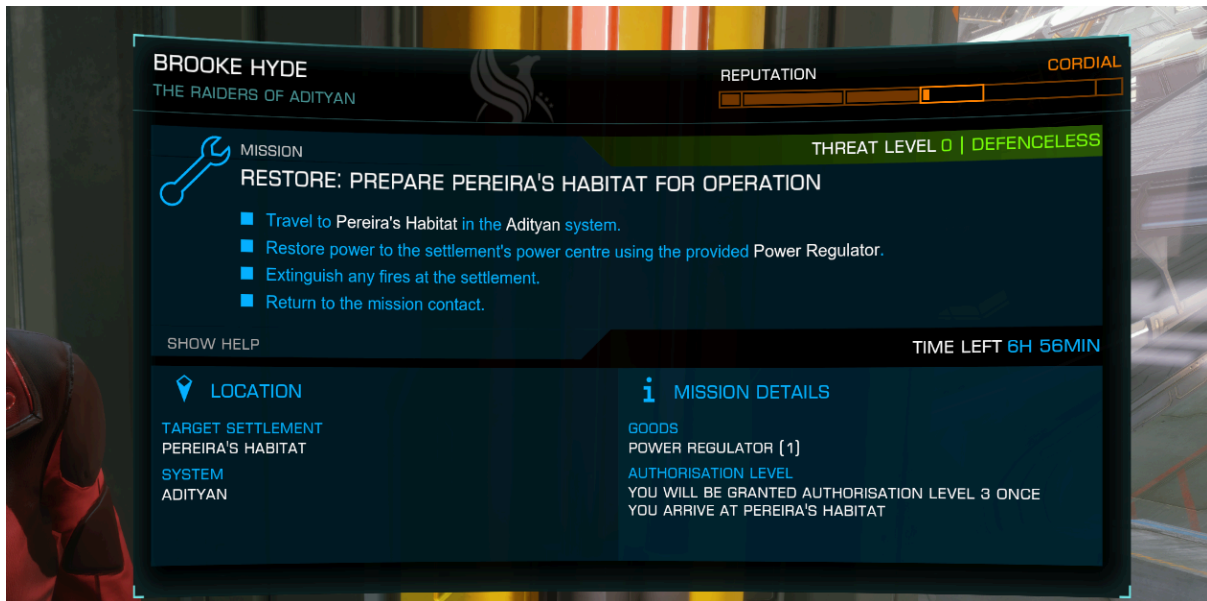 BROOKE HYDE
THE RAIDERS OF ADITYAN
REPUTATION
CORDIAL
MISSION
THREAT LEVEL 0 | DEFENCELESS
RESTORE: PREPARE PEREIRA'S HABITAT FOR OPERATION
Travel to Pereira's Habitat in the Adityan system.
Restore power to the settlement's power centre using the provided Power Regulator.
Extinguish any fires at the settlement.
Return to the mission contact.
SHOW HELP
TIME LEFT 6H 56MIN
LOCATION
TARGET SETTLEMENT
PEREIRA'S HABITAT
SYSTEM
ADITYAN
MISSION DETAILS
GOODS
POWER REGULATOR (1)
AUTHORISATION LEVEL
YOU WILL BE GRANTED AUTHORISATION LEVEL 3 ONCE
YOU ARRIVE AT PEREIRA'S HABITAT